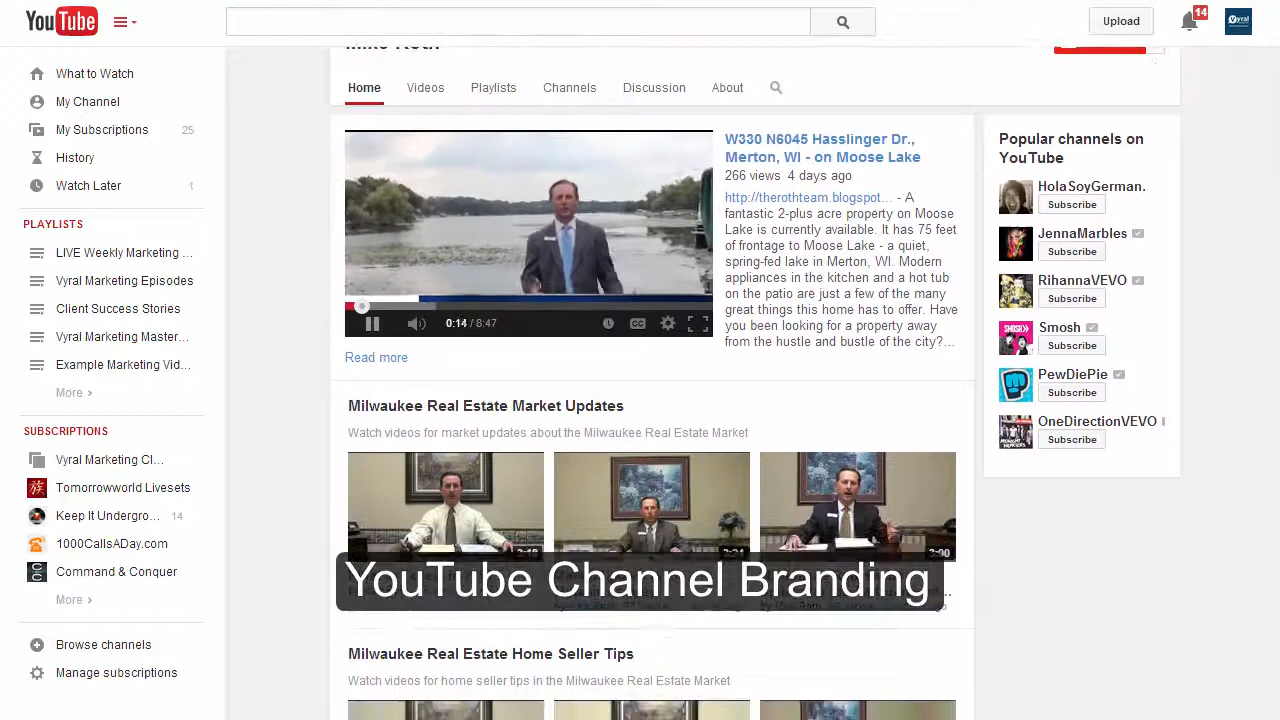 YouTube
Upload
14
Vyral
Mike Roth
What to Watch
My Channel
My Subscriptions 25
History
Watch Later 1
PLAYLISTS
LIVE Weekly Marketing ...
Vyral Marketing Episodes
Client Success Stories
Vyral Marketing Master...
Example Marketing Vid...
More ›
SUBSCRIPTIONS
Vyral Marketing Cl...
Tomorrowworld Livesets
Keep It Undergro... 14
1000CallsADay.com
Command & Conquer
More ›
Browse channels
Manage subscriptions
Home Videos Playlists Channels Discussion About
W330 N6045 Hasslinger Dr.,
Merton, WI - on Moose Lake
266 views 4 days ago
http://therothteam.blogspot... - A
fantastic 2-plus acre property on Moose
Lake is currently available. It has 75 feet
of frontage to Moose Lake - a quiet,
spring-fed lake in Merton, WI. Modern
appliances in the kitchen and a hot tub
on the patio are just a few of the many
great things this home has to offer. Have
you been looking for a property away
from the hustle and bustle of the city?...
0:14 / 8:47
CC
Read more
Milwaukee Real Estate Market Updates
Watch videos for market updates about the Milwaukee Real Estate Market
YouTube Channel Branding
Milwaukee Real Estate Home Seller Tips
Watch videos for home seller tips in the Milwaukee Real Estate Market
Popular channels on
YouTube
HolaSoyGerman.
Subscribe
JennaMarbles
Subscribe
RihannaVEVO
Subscribe
SMOSH
Smosh
Subscribe
PewDiePie
Subscribe
OneDirectionVEVO
Subscribe